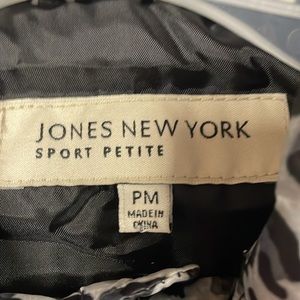 JONES NEW YORK
SPORT PETITE
PM
MADE IN
CHINA